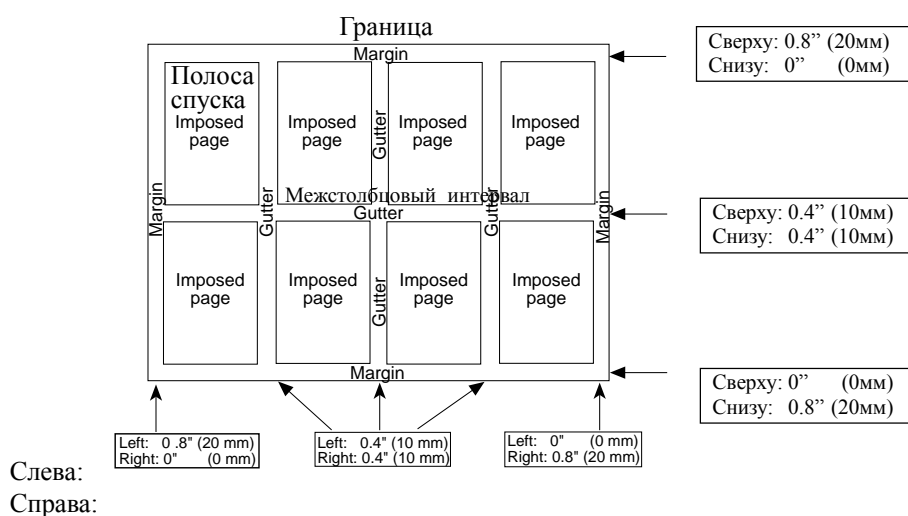 Граница
Margin
Сверху: 0.8” (20мм)
Снизу: 0” (0мм)
Полоса
спуска
Imposed
page
Imposed
page
Gutter
Imposed
page
Imposed
page
Margin
Gutter
Межстолбцовый интервал
Gutter
Gutter
Margin
Сверху: 0.4” (10мм)
Снизу: 0.4” (10мм)
Imposed
page
Imposed
page
Gutter
Imposed
page
Imposed
page
Margin
Сверху: 0” (0мм)
Снизу: 0.8” (20мм)
Left: 0 .8" (20 mm)
Right: 0" (0 mm)
Left: 0.4" (10 mm)
Right: 0.4" (10 mm)
Left: 0" (0 mm)
Right: 0.8" (20 mm)
Слева:
Справа: